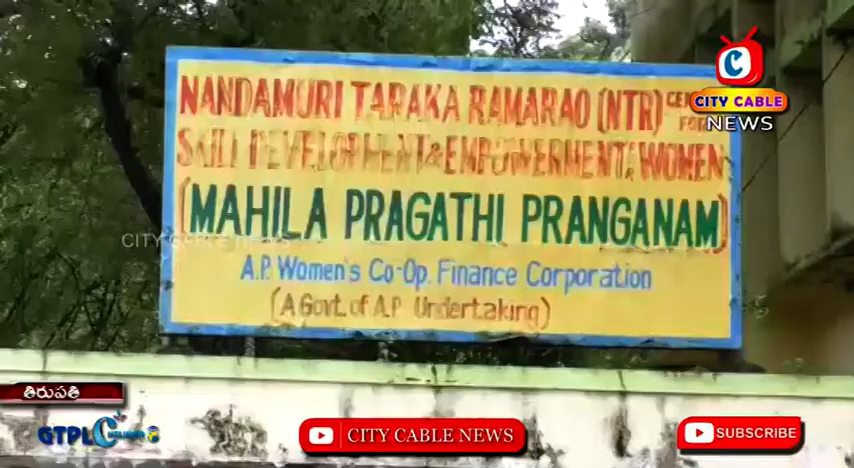 NANDAMURI TARAKA RAMARAO (NTR)
SKILL DEVELOPMENT & EMPOWERMENT WOMEN
(MAHILA PRAGATHI PRANGANAM)
A.P. Women's Co-Op. Finance Corporation
(A Govt. of A.P. Undertaking)
CITY CABLE
NEWS
CITY
తిరుపతి
GTPL
CITY CABLE NEWS
SUBSCRIBE